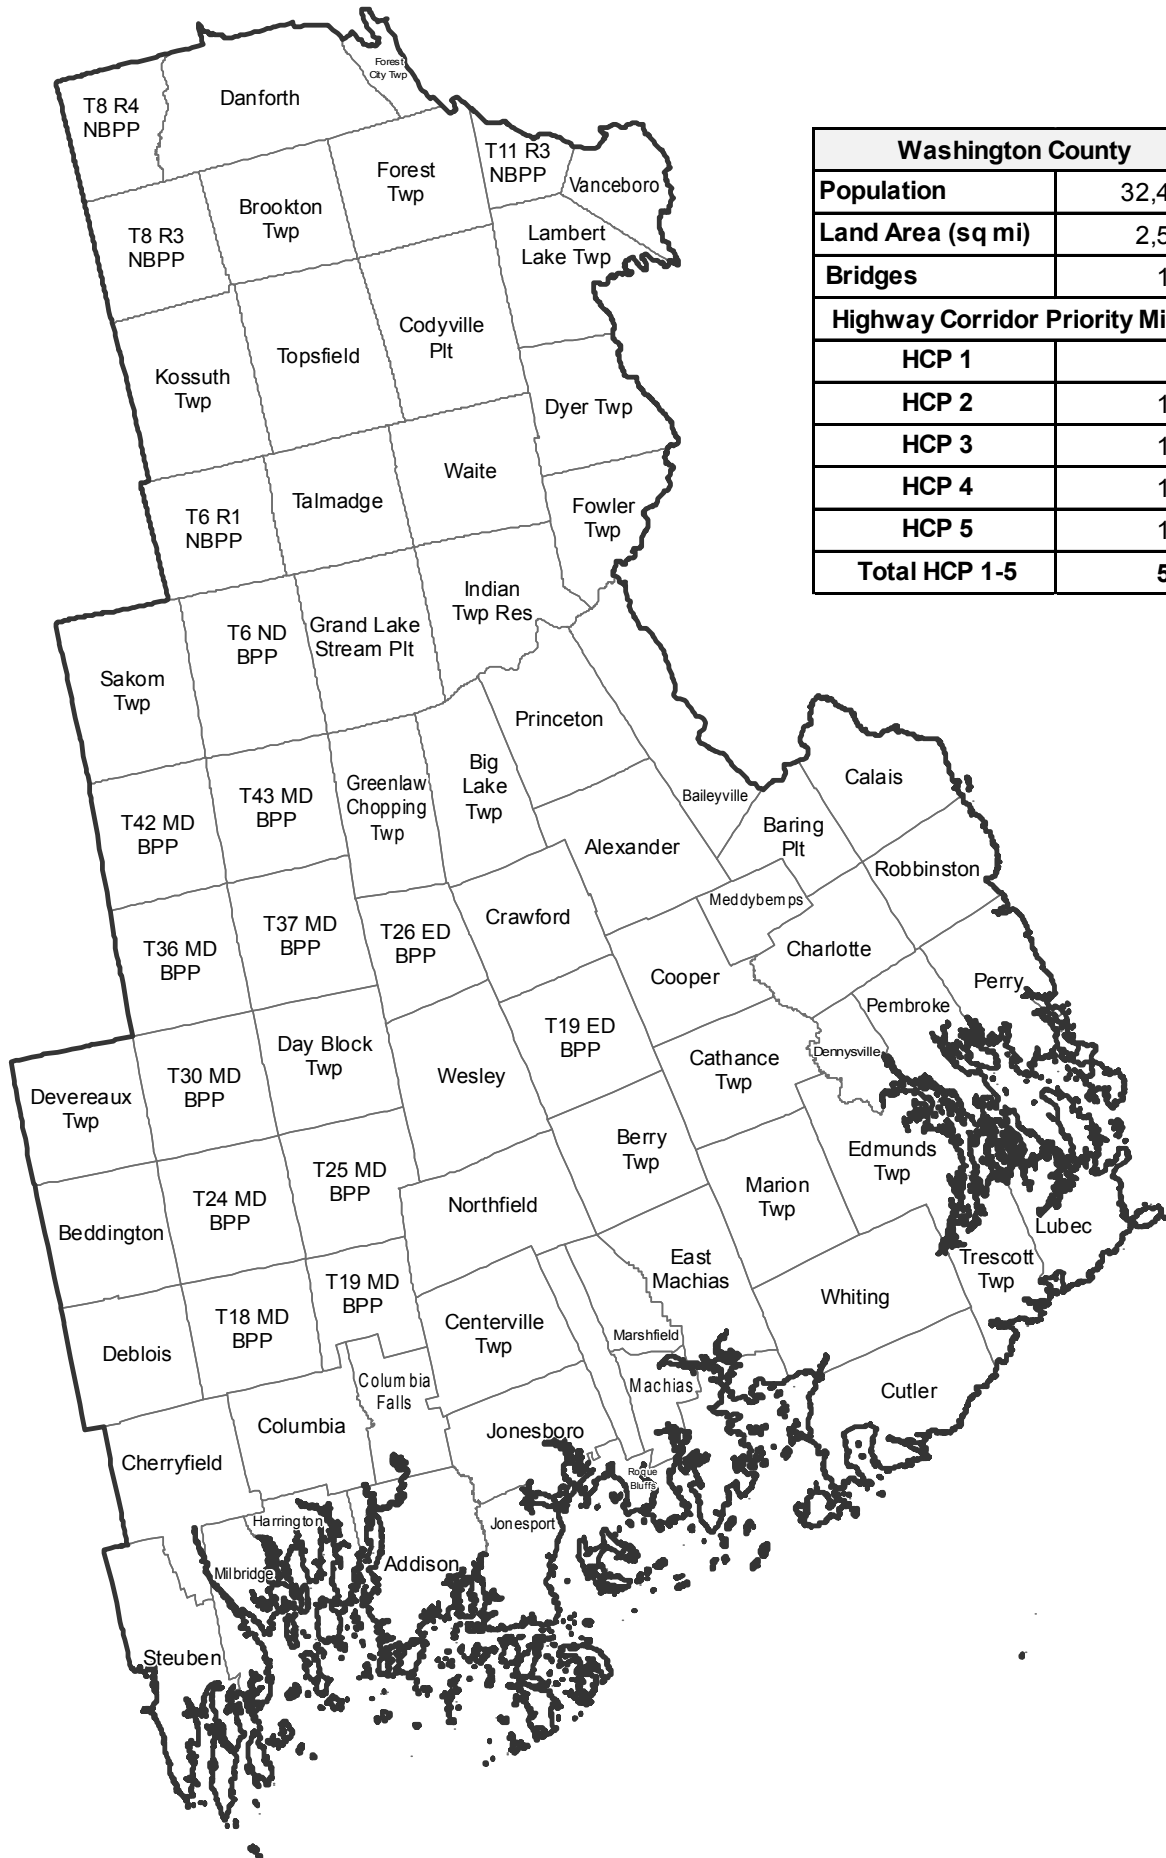 Forest
City Twp
Danforth
T8 R4
NBPP
T11 R3
NBPP
Vanceboro
Forest
Twp
Brookton
Twp
T8 R3
NBPP
Lambert
Lake Twp
Codyville
Plt
Topsfield
Kossuth
Twp
Dyer Twp
Waite
Talmadge
Fowler
Twp
T6 R1
NBPP
Indian
Twp Res
Grand Lake
Stream Plt
T6 ND
BPP
Sakom
Twp
Princeton
Big
Lake
Twp
Greenlaw
Chopping
Twp
T43 MD
BPP
T42 MD
BPP
Baileyville
Calais
Baring
Plt
Alexander
Robbinston
Meddybemps
Crawford
T26 ED
BPP
T37 MD
BPP
T36 MD
BPP
Charlotte
Cooper
Perry
Pembroke
Dennysville
T19 ED
BPP
Cathance
Twp
Wesley
Day Block
Twp
T30 MD
BPP
Devereaux
Twp
Berry
Twp
Edmunds
Twp
Marion
Twp
T25 MD
BPP
T24 MD
BPP
Northfield
Beddington
Lubec
Trescott
Twp
East
Machias
Whiting
T19 MD
BPP
T18 MD
BPP
Centerville
Twp
Marshfield
Deblois
Columbia
Falls
Machias
Cutler
Columbia
Jonesboro
Cherryfield
Roque
Bluffs
Harrington
Jonesport
Addison
Milbridge
Steuben
Washington County
Population 32,4
Land Area (sq mi) 2,5
Bridges 1
Highway Corridor Priority Mi
HCP 1
HCP 2 1
HCP 3 1
HCP 4 1
HCP 5 1
Total HCP 1-5 5